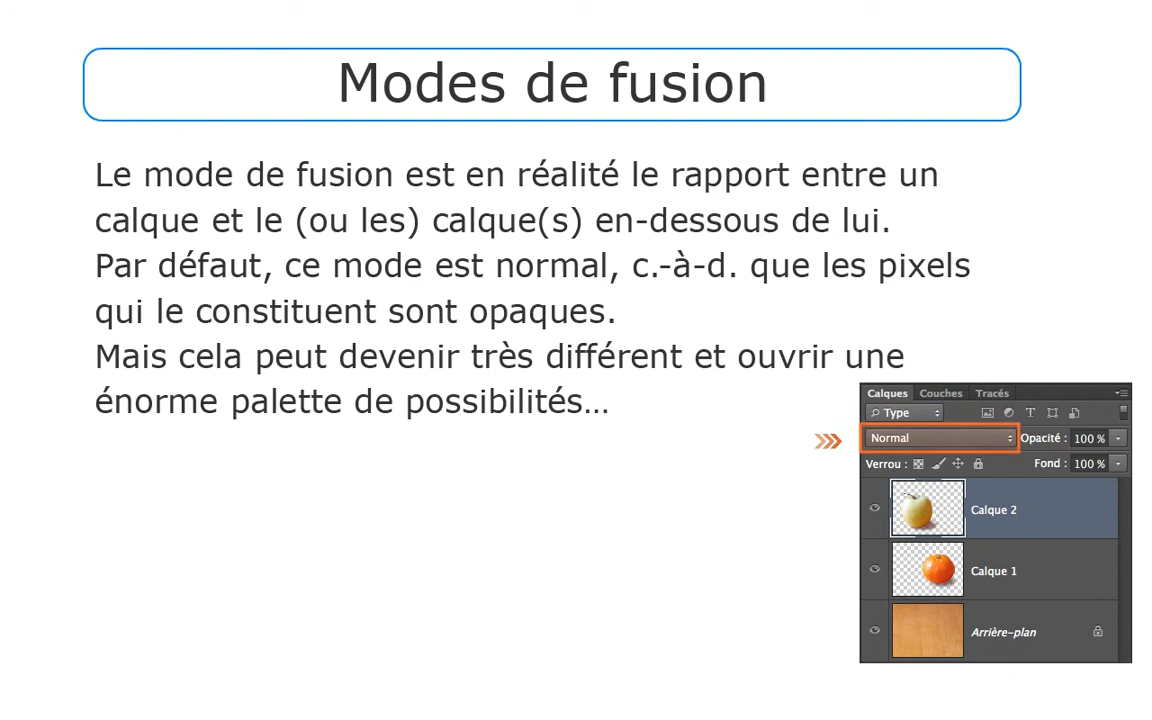 Modes de fusion
Le mode de fusion est en réalité le rapport entre un
calque et le (ou les) calque(s) en-dessous de lui.
Par défaut, ce mode est normal, c.-à-d. que les pixels
qui le constituent sont opaques.
Mais cela peut devenir très différent et ouvrir une
énorme palette de possibilités…
Calques Couches Tracés
Type
Normal Opacité : 100 %
Verrou : Fond : 100 %
Calque 2
Calque 1
Arrière-plan